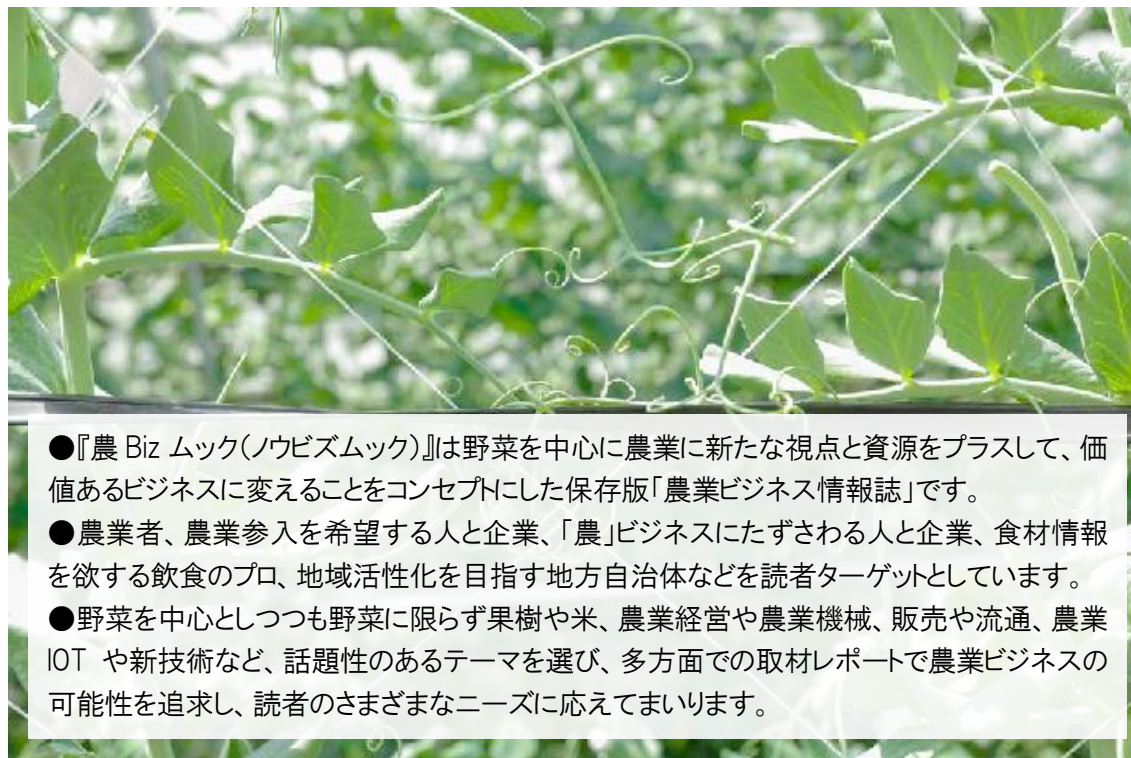 ●『農 Biz ムック(ノウビズムック)』は野菜を中心に農業に新たな視点と資源をプラスして、価
値あるビジネスに変えることをコンセプトにした保存版「農業ビジネス情報誌」です。
●農業者、農業参入を希望する人と企業、「農」ビジネスにたずさわる人と企業、食材情報
を欲する飲食のプロ、地域活性化を目指す地方自治体などを読者ターゲットとしています。
●野菜を中心としつつも野菜に限らず果樹や米、農業経営や農業機械、販売や流通、農業
IOT や新技術など、話題性のあるテーマを選び、多方面での取材レポートで農業ビジネスの
可能性を追求し、読者のさまざまなニーズに応えてまいります。